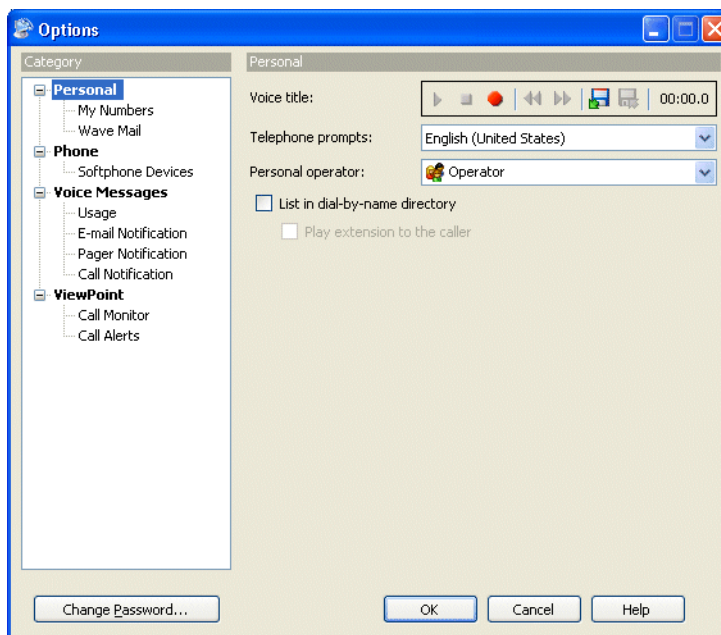 Options
Category
Personal
Personal
My Numbers
Wave Mail
Phone
Softphone Devices
Voice Messages
Usage
E-mail Notification
Pager Notification
Call Notification
ViewPoint
Call Monitor
Call Alerts
Voice title:
00:00.0
Telephone prompts:
English (United States)
Personal operator:
Operator
List in dial-by-name directory
Play extension to the caller
Change Password...
OK
Cancel
Help